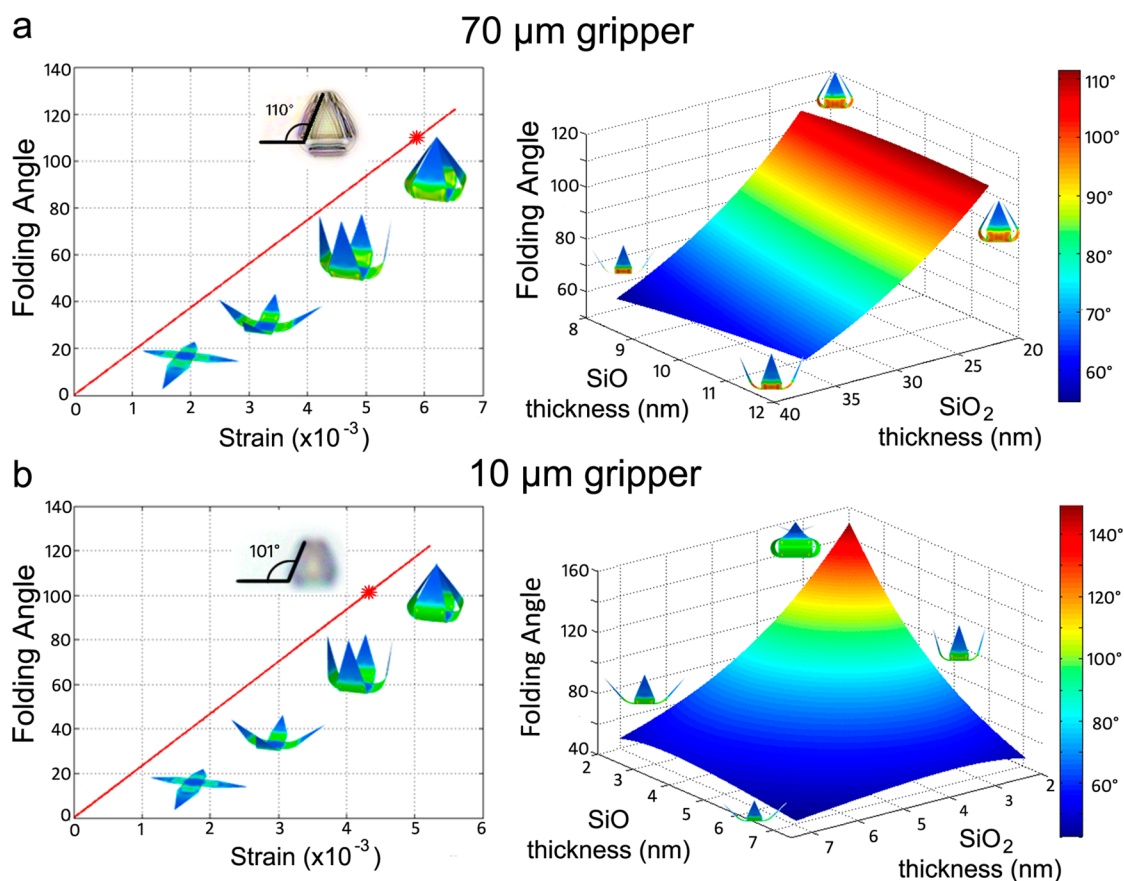 a
70 µm gripper
Folding Angle
140
120
100
80
60
40
20
0
110°
0 1 2 3 4 5 6 7
Strain (x10⁻³)
Folding Angle
120
100
80
60
8
9
10
11
12
SiO
thickness (nm)
40
35
30
25
20
SiO₂
thickness (nm)
110°
100°
90°
80°
70°
60°
b
10 µm gripper
Folding Angle
140
120
100
80
60
40
20
0
101°
0 1 2 3 4 5 6
Strain (x10⁻³)
Folding Angle
160
120
80
40
2
3
4
5
6
7
SiO
thickness (nm)
7
6
5
4
3
2
SiO₂
thickness (nm)
140°
120°
100°
80°
60°